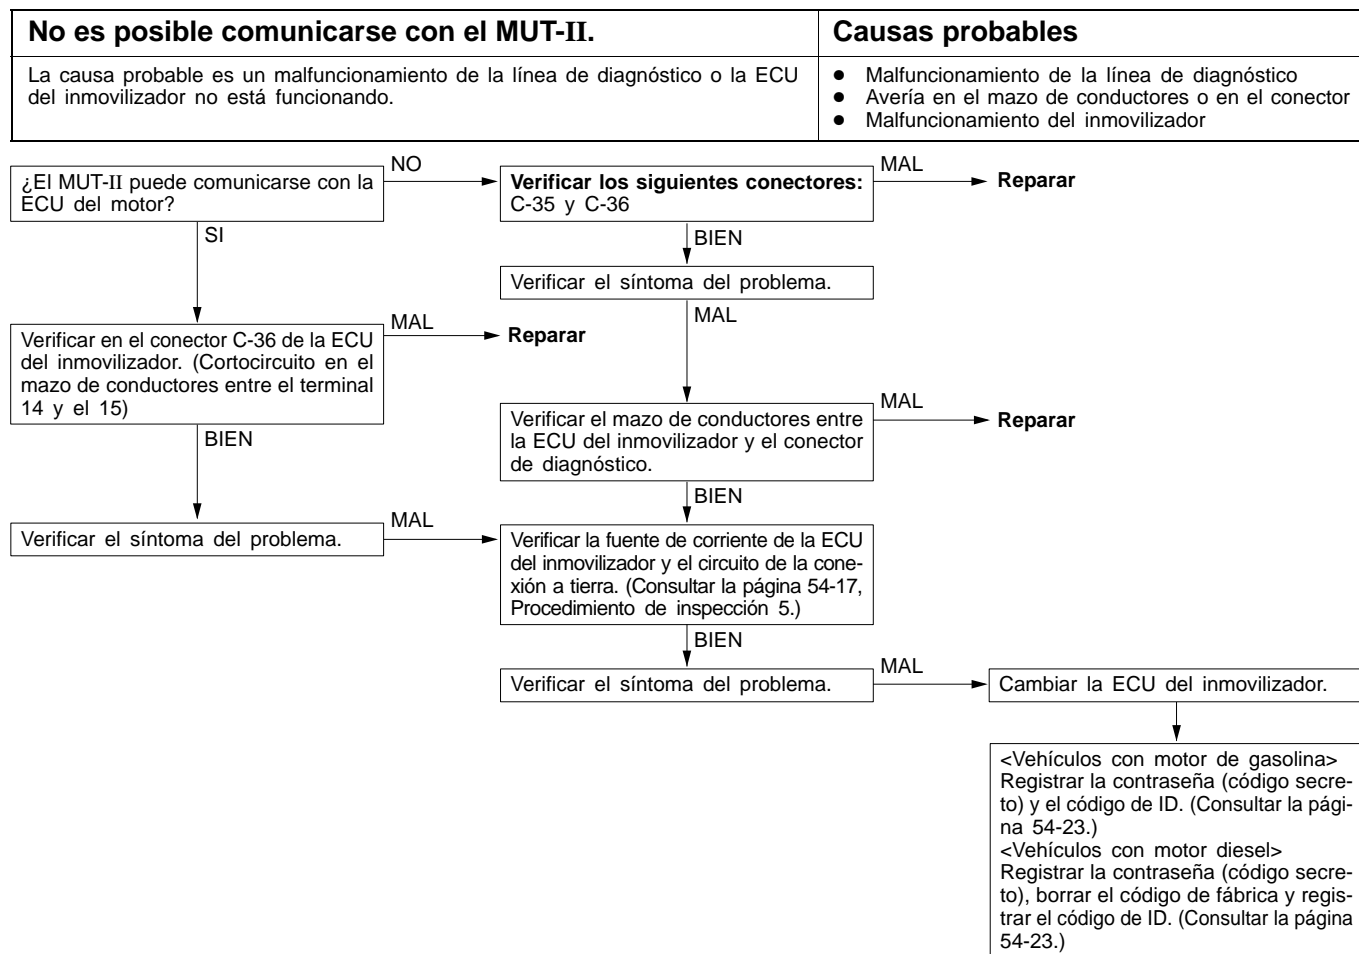 No es posible comunicarse con el MUT-II.
Causas probables
La causa probable es un malfuncionamiento de la línea de diagnóstico o la ECU
del inmovilizador no está funcionando.
● Malfuncionamiento de la línea de diagnóstico
● Avería en el mazo de conductores o en el conector
● Malfuncionamiento del inmovilizador
¿El MUT-II puede comunicarse con la
ECU del motor?
NO
Verificar los siguientes conectores:
C-35 y C-36
MAL
Reparar
SI
BIEN
Verificar el síntoma del problema.
MAL
Verificar en el conector C-36 de la ECU
del inmovilizador. (Cortocircuito en el
mazo de conductores entre el terminal
14 y el 15)
MAL
Reparar
BIEN
Verificar el mazo de conductores entre
la ECU del inmovilizador y el conector
de diagnóstico.
MAL
Reparar
BIEN
Verificar el síntoma del problema.
MAL
Verificar la fuente de corriente de la ECU
del inmovilizador y el circuito de la cone-
xión a tierra. (Consultar la página 54-17,
Procedimiento de inspección 5.)
BIEN
Verificar el síntoma del problema.
MAL
Cambiar la ECU del inmovilizador.
<Vehículos con motor de gasolina>
Registrar la contraseña (código secre-
to) y el código de ID. (Consultar la pági-
na 54-23.)
<Vehículos con motor diesel>
Registrar la contraseña (código secre-
to), borrar el código de fábrica y regis-
trar el código de ID. (Consultar la página
54-23.)